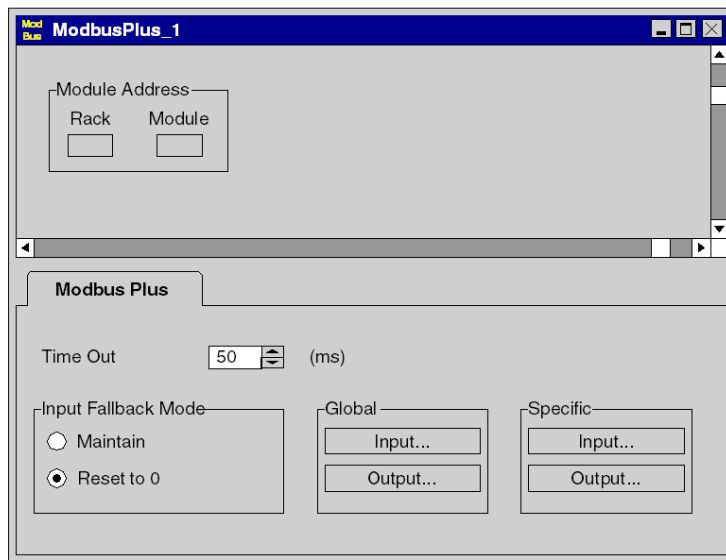 Mod
Bus
ModbusPlus_1
Module Address
Rack Module
Modbus Plus
Time Out 50 (ms)
Input Fallback Mode Global Specific
Maintain Input... Input...
Reset to 0 Output... Output...